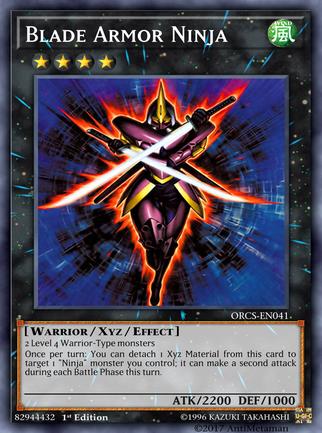 BLADE ARMOR NINJA
WIND
風
ORCS-EN041
[WARRIOR/XYZ/EFFECT]
2 Level 4 Warrior-Type monsters
Once per turn: You can detach 1 Xyz Material from this card to
target 1 "Ninja" monster you control; it can make a second attack
during each Battle Phase this turn.
ATK/2200 DEF/1000
82944432 1st Edition ©1996 KAZUKI TAKAHASHI
©2017 AntiMetaman